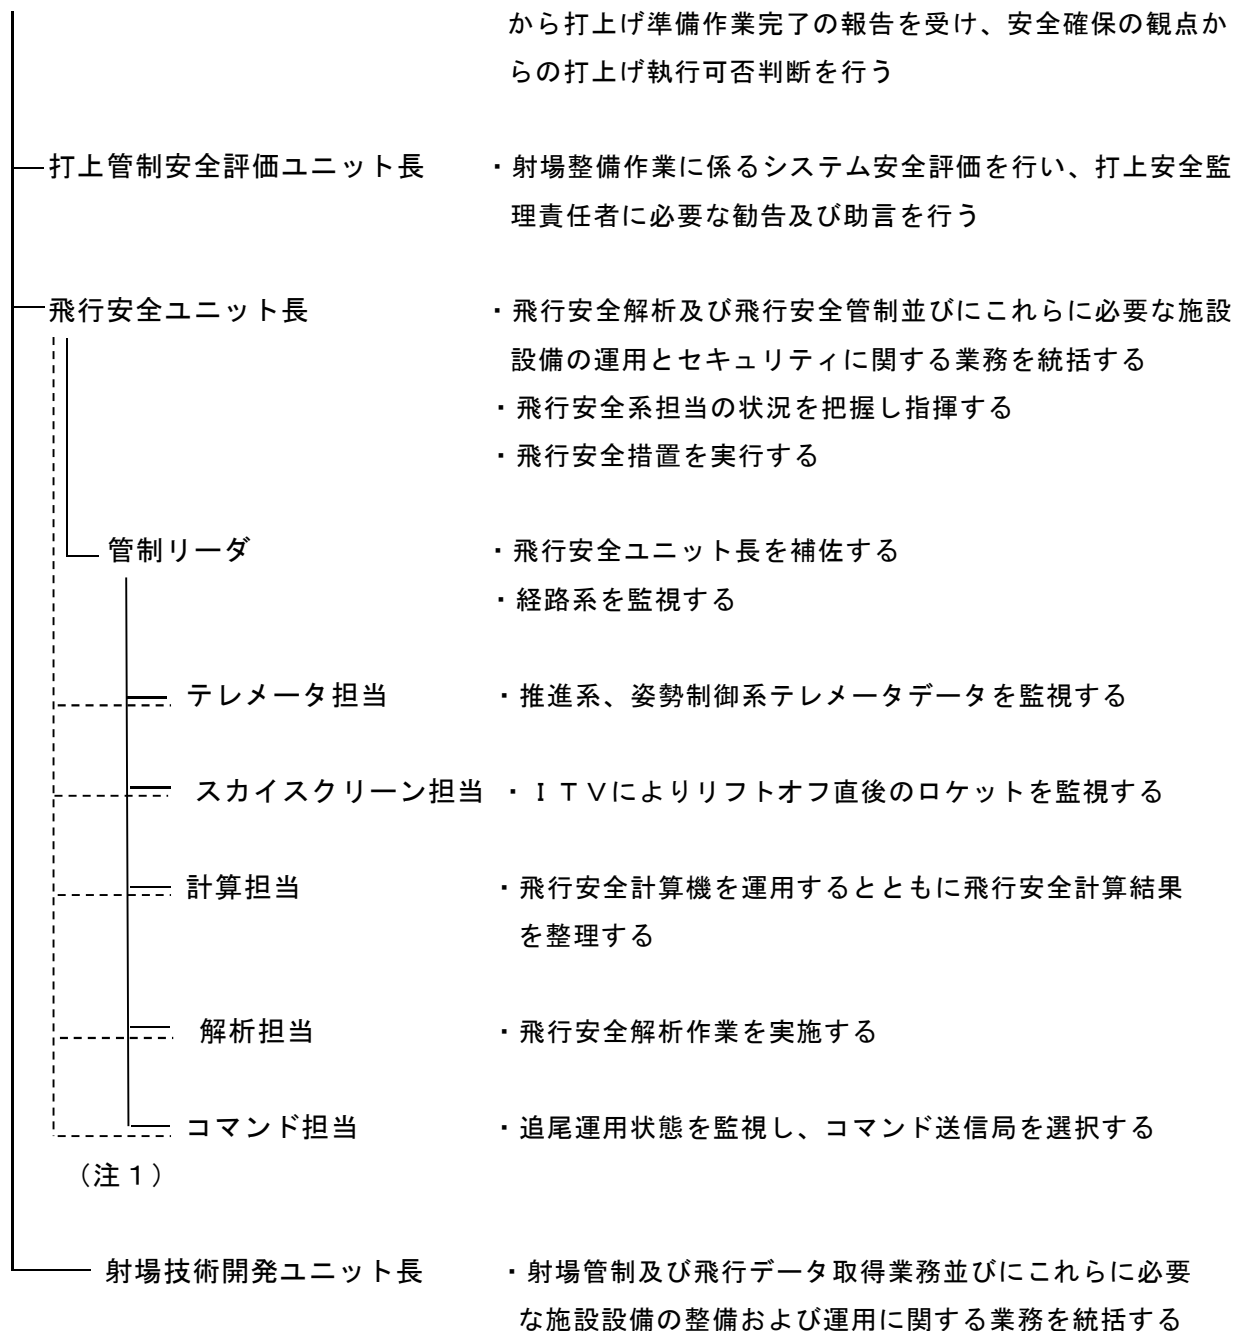 から打上げ準備作業完了の報告を受け、安全確保の観点か
らの打上げ執行可否判断を行う
打上管制安全評価ユニット長 ・射場整備作業に係るシステム安全評価を行い、打上安全監
理責任者に必要な勧告及び助言を行う
飛行安全ユニット長 ・飛行安全解析及び飛行安全管制並びにこれらに必要な施設
設備の運用とセキュリティに関する業務を統括する
・飛行安全系担当の状況を把握し指揮する
・飛行安全措置を実行する
管制リーダ ・飛行安全ユニット長を補佐する
・経路系を監視する
テレメータ担当 ・推進系、姿勢制御系テレメータデータを監視する
スカイスクリーン担当 ・ＩＴＶによりリフトオフ直後のロケットを監視する
計算担当 ・飛行安全計算機を運用するとともに飛行安全計算結果
を整理する
解析担当 ・飛行安全解析作業を実施する
コマンド担当 ・追尾運用状態を監視し、コマンド送信局を選択する
（注１）
射場技術開発ユニット長 ・射場管制及び飛行データ取得業務並びにこれらに必要
な施設設備の整備および運用に関する業務を統括する